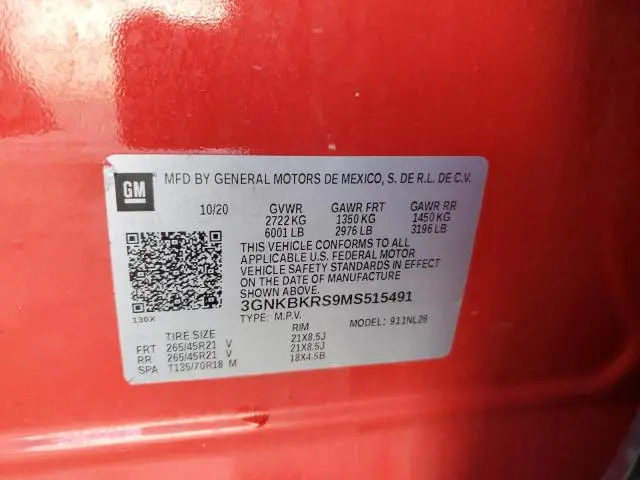 GM MFD BY GENERAL MOTORS DE MEXICO, S. DE R.L. DE C.V.
10/20 GVWR GAWR FRT GAWR RR
2722 KG 1350 KG 1450 KG
6001 LB 2976 LB 3196 LB
THIS VEHICLE CONFORMS TO ALL
APPLICABLE U.S. FEDERAL MOTOR
VEHICLE SAFETY STANDARDS IN EFFECT
ON THE DATE OF MANUFACTURE
SHOWN ABOVE.
3GNKBKRS9MS515491
130X TYPE: M.P.V. MODEL: 911NL26
TIRE SIZE RIM
FRT 265/45R21 V 21X8.5J
RR 265/45R21 V 21X8.5J
SPA T135/70R18 M 18X4.5B